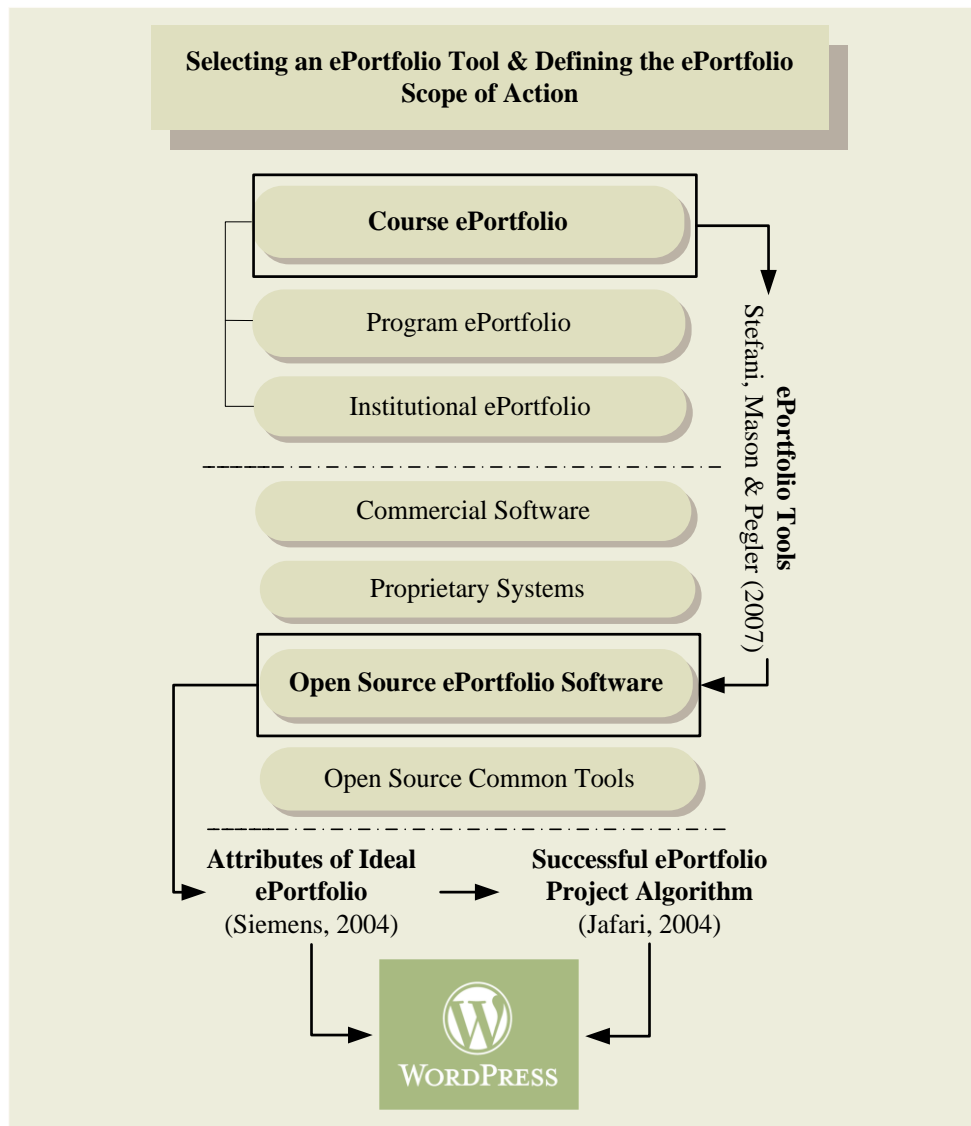 Selecting an ePortfolio Tool & Defining the ePortfolio
Scope of Action
Course ePortfolio
Program ePortfolio
Institutional ePortfolio
ePortfolio Tools
Stefani, Mason & Pegler (2007)
Commercial Software
Proprietary Systems
Open Source ePortfolio Software
Open Source Common Tools
Attributes of Ideal
ePortfolio
(Siemens, 2004)
Successful ePortfolio
Project Algorithm
(Jafari, 2004)
W
WORDPRESS